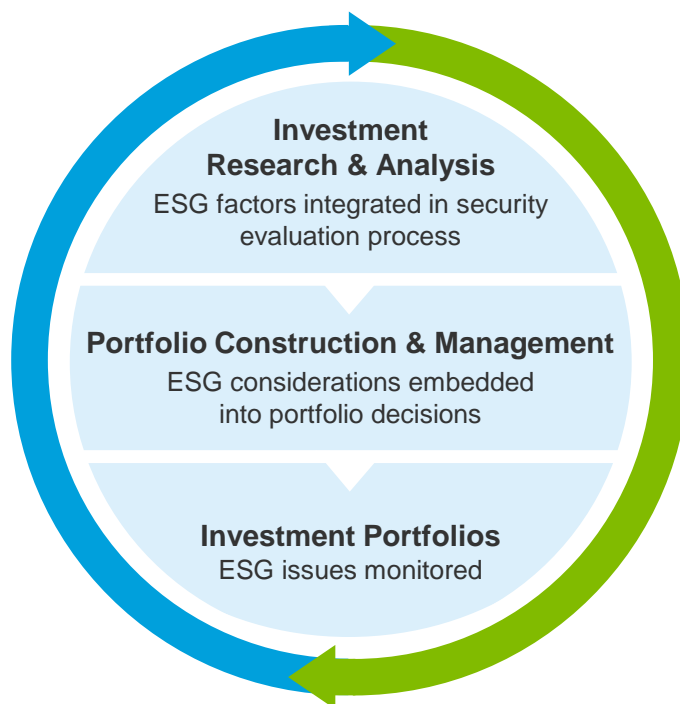 Investment
Research & Analysis
ESG factors integrated in security
evaluation process
Portfolio Construction & Management
ESG considerations embedded
into portfolio decisions
Investment Portfolios
ESG issues monitored